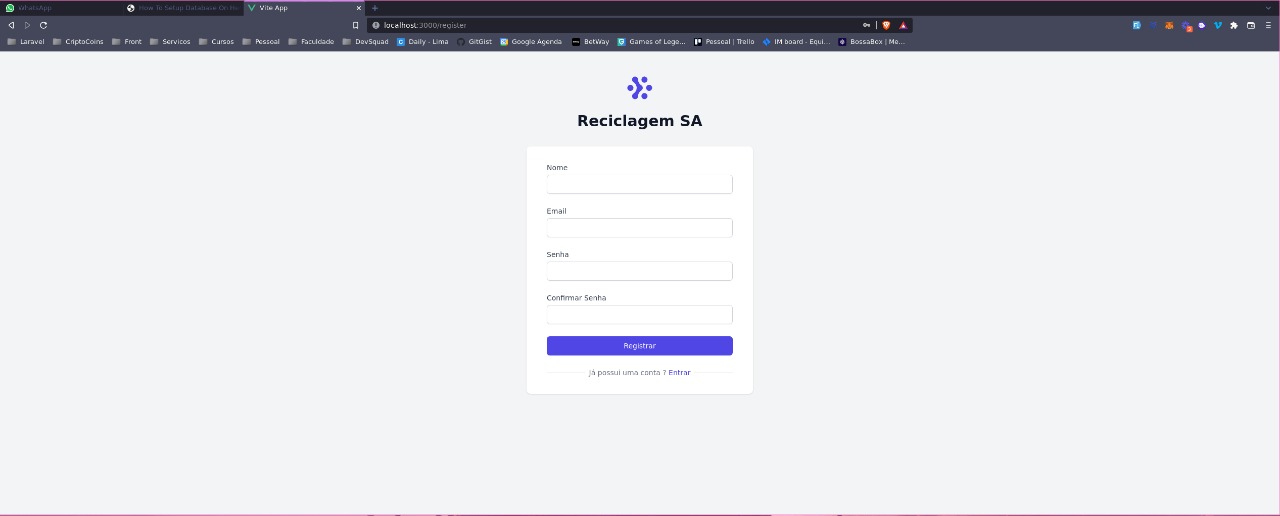 WhatsApp
How To Setup Database On He
Vite App
localhost:3000/register
Laravel
CriptoCoins
Front
Servicos
Cursos
Pessoal
Faculdade
DevSquad
Daily - Lima
GitGist
Google Agenda
BetWay
Games of Lege...
Pessoal | Trello
IM board - Equi...
BossaBox | Me...
Reciclagem SA
Nome
Email
Senha
Confirmar Senha
Registrar
Já possui uma conta ? Entrar